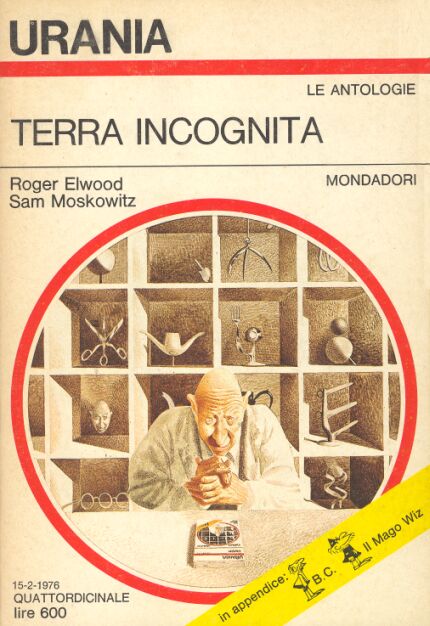 URANIA
LE ANTOLOGIE
TERRA INCOGNITA
Roger Elwood
Sam Moskowitz
MONDADORI
URANIA
15-2-1976
QUATTORDICINALE
lire 600
in appendice:
B.C.
Il Mago Wiz